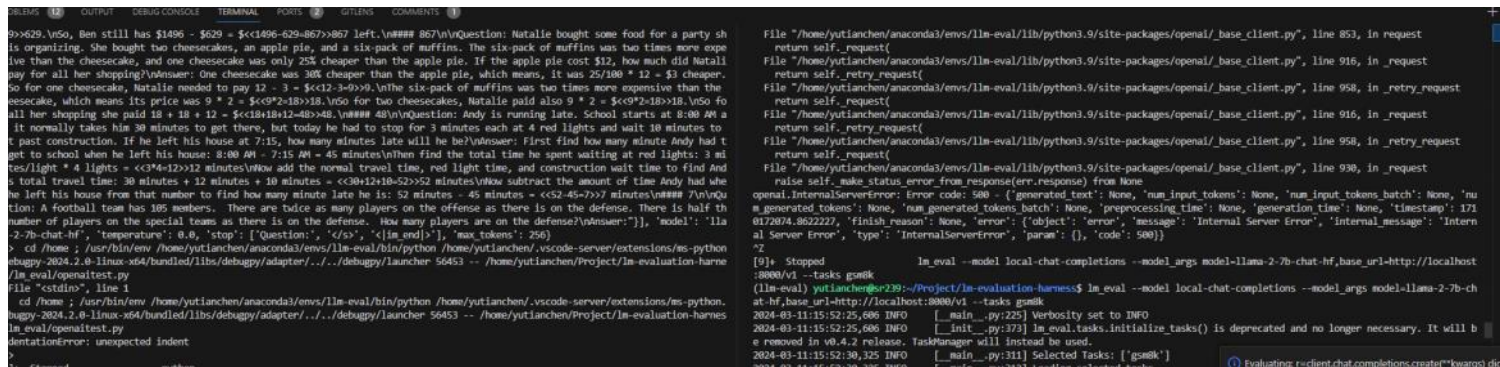 OBLEMS 12 OUTPUT DEBUG CONSOLE TERMINAL PORTS 2 GITLENS COMMENTS 1
9>>629.\nSo, Ben still has $1496 - $629 = $<<1496-629=867>>867 left.\n#### 867\n\nQuestion: Natalie bought some food for a party sh
is organizing. She bought two cheesecakes, an apple pie, and a six-pack of muffins. The six-pack of muffins was two times more expe
ive than the cheesecake, and one cheesecake was only 25% cheaper than the apple pie. If the apple pie cost $12, how much did Natali
pay for all her shopping?\nAnswer: One cheesecake was 30% cheaper than the apple pie, which means, it was 25/100 * 12 = $3 cheaper.
So for one cheesecake, Natalie needed to pay 12 - 3 = $<<12-3=9>>9.\nThe six-pack of muffins was two times more expensive than the
eesecake, which means its price was 9 * 2 = $<<9*2=18>>18.\nSo for two cheesecakes, Natalie paid also 9 * 2 = $<<9*2=18>>18.\nSo fo
all her shopping she paid 18 + 18 + 12 = $<<18+18+12=48>>48.\n#### 48\n\nQuestion: Andy is running late. School starts at 8:00 AM a
it normally takes him 30 minutes to get there, but today he had to stop for 3 minutes each at 4 red lights and wait 10 minutes to
t past construction. If he left his house at 7:15, how many minutes late will he be?\nAnswer: First find how many minute Andy had t
get to school when he left his house: 8:00 AM - 7:15 AM = 45 minutes\nThen find the total time he spent waiting at red lights: 3 mi
tes/light * 4 lights = <<3*4=12>>12 minutes\nNow add the normal travel time, red light time, and construction wait time to find And
s total travel time: 30 minutes + 12 minutes + 10 minutes = <<30+12+10=52>>52 minutes\nNow subtract the amount of time Andy had whe
he left his house from that number to find how many minute late he is: 52 minutes - 45 minutes = <<52-45=7>>7 minutes\n#### 7\n\nQu
tion: A football team has 105 members. There are twice as many players on the offense as there is on the defense. There is half th
number of players on the special teams as there is on the defense. How many players are on the defense?\nAnswer:"}], 'model': 'lla
-2-7b-chat-hf', 'temperature': 0.0, 'stop': ['Question:', '</s>', '<|im_end|>'], 'max_tokens': 256}
> cd /home ; /usr/bin/env /home/yutianchen/anaconda3/envs/llm-eval/bin/python /home/yutianchen/.vscode-server/extensions/ms-python
ebugpy-2024.2.0-linux-x64/bundled/libs/debugpy/adapter/../../debugpy/launcher 56453 -- /home/yutianchen/Project/lm-evaluation-harne
/lm_eval/openaitest.py
File "<stdin>", line 1
cd /home ; /usr/bin/env /home/yutianchen/anaconda3/envs/llm-eval/bin/python /home/yutianchen/.vscode-server/extensions/ms-python.
bugpy-2024.2.0-linux-x64/bundled/libs/debugpy/adapter/../../debugpy/launcher 56453 -- /home/yutianchen/Project/lm-evaluation-harnes
lm_eval/openaitest.py
dentationError: unexpected indent
>
File "/home/yutianchen/anaconda3/envs/llm-eval/lib/python3.9/site-packages/openai/_base_client.py", line 853, in request
return self._request(
File "/home/yutianchen/anaconda3/envs/llm-eval/lib/python3.9/site-packages/openai/_base_client.py", line 916, in _request
return self._retry_request(
File "/home/yutianchen/anaconda3/envs/llm-eval/lib/python3.9/site-packages/openai/_base_client.py", line 958, in _retry_request
return self._request(
File "/home/yutianchen/anaconda3/envs/llm-eval/lib/python3.9/site-packages/openai/_base_client.py", line 916, in _request
return self._retry_request(
File "/home/yutianchen/anaconda3/envs/llm-eval/lib/python3.9/site-packages/openai/_base_client.py", line 958, in _retry_request
return self._request(
File "/home/yutianchen/anaconda3/envs/llm-eval/lib/python3.9/site-packages/openai/_base_client.py", line 930, in _request
raise self._make_status_error_from_response(err.response) from None
openai.InternalServerError: Error code: 500 - {'generated_text': None, 'num_input_tokens': None, 'num_input_tokens_batch': None, 'nu
m_generated_tokens': None, 'num_generated_tokens_batch': None, 'preprocessing_time': None, 'generation_time': None, 'timestamp': 171
0172074.8622227, 'finish_reason': None, 'error': {'object': 'error', 'message': 'Internal Server Error', 'internal_message': 'Intern
al Server Error', 'type': 'InternalServerError', 'param': {}, 'code': 500}}
^Z
[9]+ Stopped lm_eval --model local-chat-completions --model_args model=llama-2-7b-chat-hf,base_url=http://localhost
:8000/v1 --tasks gsm8k
(llm-eval) yutianchen@sr239:~/Project/lm-evaluation-harness$ lm_eval --model local-chat-completions --model_args model=llama-2-7b-ch
at-hf,base_url=http://localhost:8000/v1 --tasks gsm8k
2024-03-11:15:52:25,606 INFO [__main__.py:225] Verbosity set to INFO
2024-03-11:15:52:25,606 INFO [__init__.py:373] lm_eval.tasks.initialize_tasks() is deprecated and no longer necessary. It will b
e removed in v0.4.2 release. TaskManager will instead be used.
2024-03-11:15:52:30,325 INFO [__main__.py:311] Selected Tasks: ['gsm8k']
Evaluating: r=client.chat.completions.create(**kwargs) di